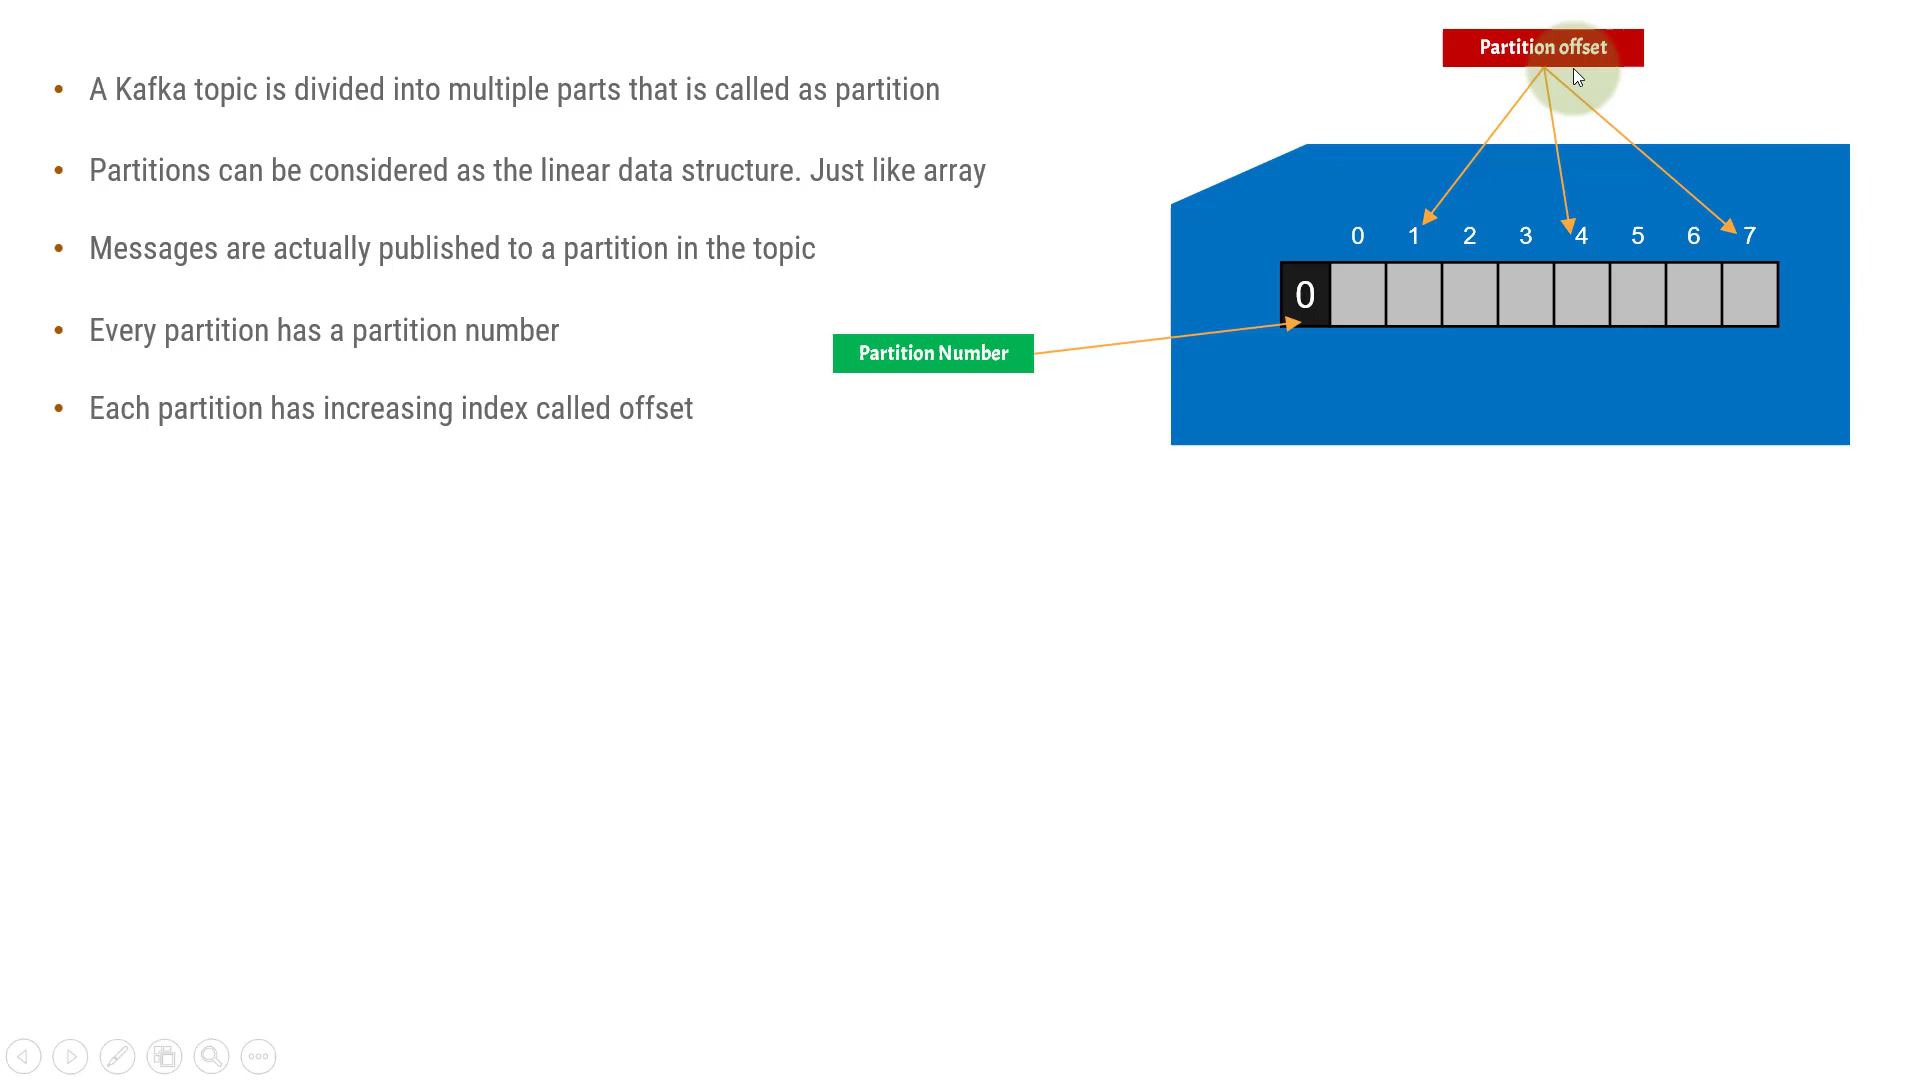 Partition offset
A Kafka topic is divided into multiple parts that is called as partition
Partitions can be considered as the linear data structure. Just like array
Messages are actually published to a partition in the topic
Every partition has a partition number
Each partition has increasing index called offset
0 1 2 3 4 5 6 7
0
Partition Number